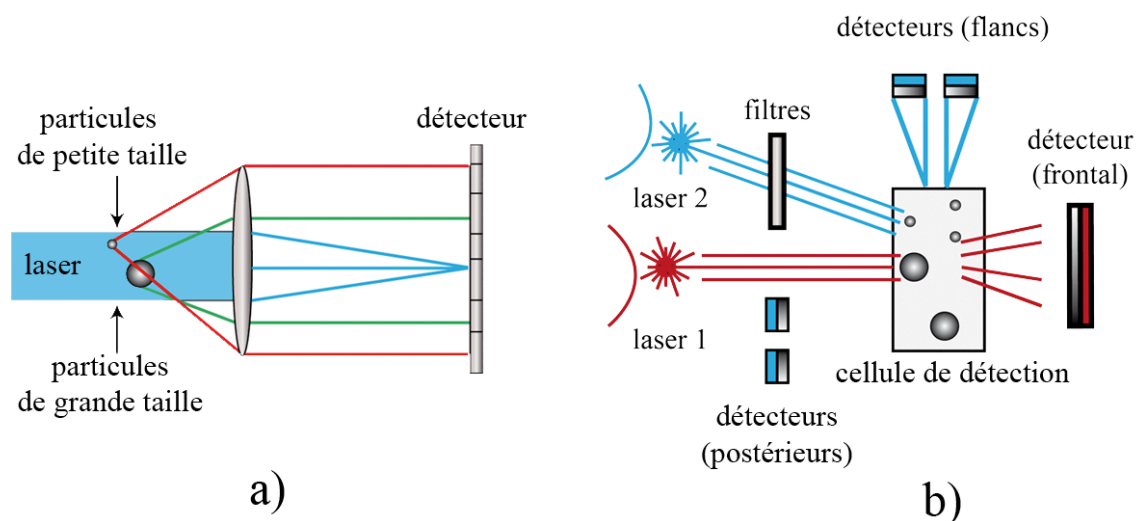 particules
de petite taille
détecteur
laser
particules
de grande taille
a)
détecteurs (flancs)
filtres
détecteur
(frontal)
laser 2
laser 1
cellule de détection
détecteurs
(postérieurs)
b)